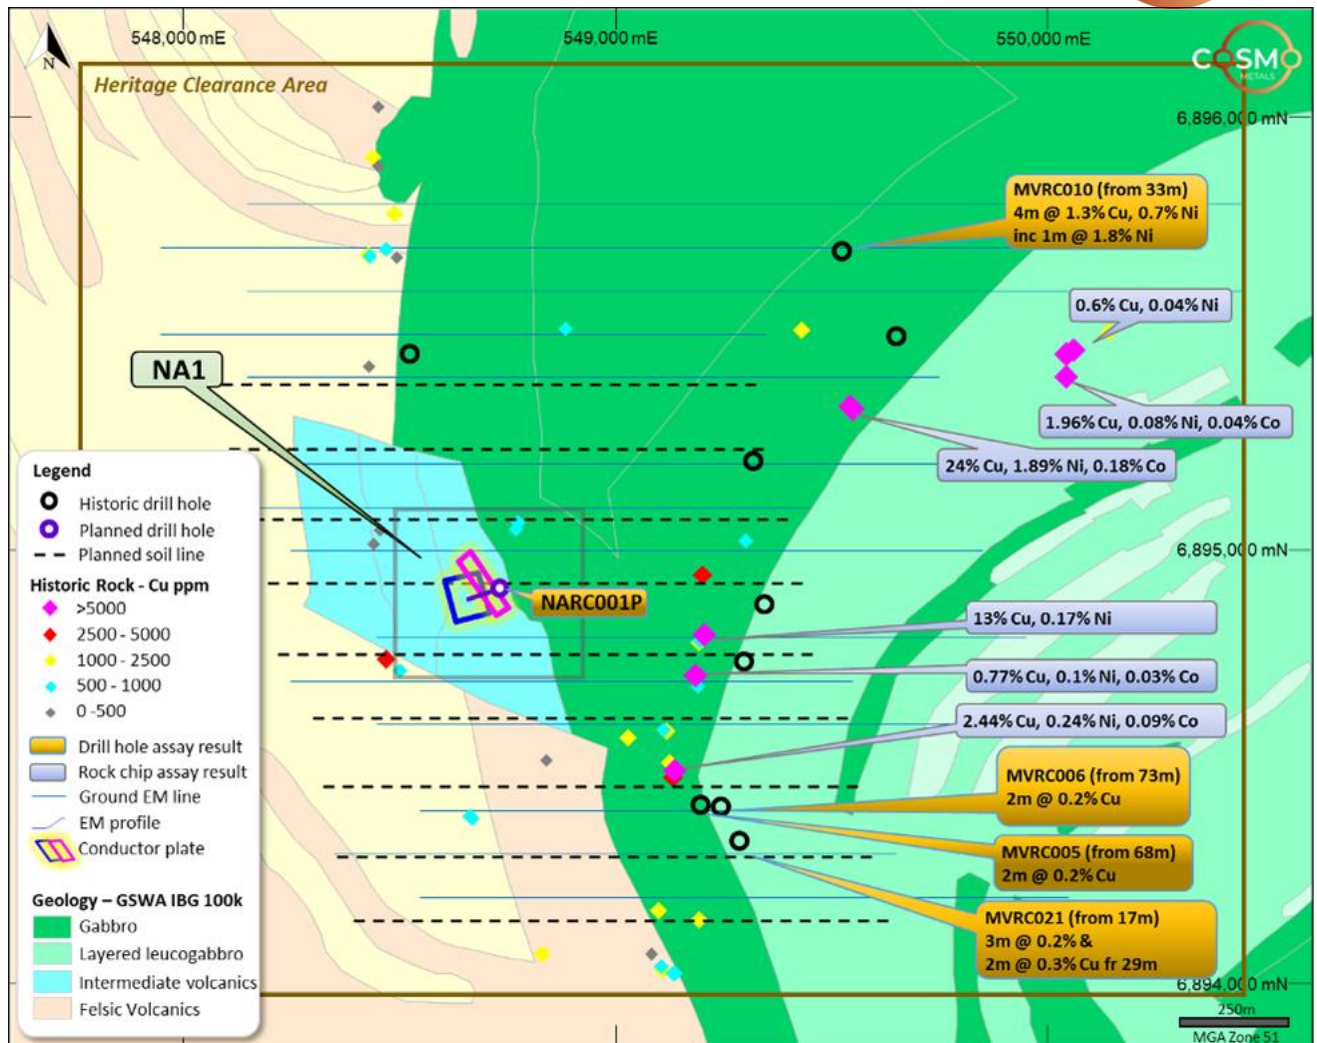 548,000 mE
549,000 mE
550,000 mE
N
COSMO
METALS
Heritage Clearance Area
6,896,000 mN
MVRC010 (from 33m)
4m @ 1.3% Cu, 0.7% Ni
inc 1m @ 1.8% Ni
0.6% Cu, 0.04% Ni
NA1
1.96% Cu, 0.08% Ni, 0.04% Co
24% Cu, 1.89% Ni, 0.18% Co
6,895,000 mN
NARC001P
13% Cu, 0.17% Ni
0.77% Cu, 0.1% Ni, 0.03% Co
2.44% Cu, 0.24% Ni, 0.09% Co
MVRC006 (from 73m)
2m @ 0.2% Cu
MVRC005 (from 68m)
2m @ 0.2% Cu
MVRC021 (from 17m)
3m @ 0.2% &
2m @ 0.3% Cu fr 29m
6,894,000 mN
250m
MGA Zone 51
Legend
Historic drill hole
Planned drill hole
Planned soil line
Historic Rock - Cu ppm
>5000
2500 - 5000
1000 - 2500
500 - 1000
0 -500
Drill hole assay result
Rock chip assay result
Ground EM line
EM profile
Conductor plate
Geology – GSWA IBG 100k
Gabbro
Layered leucogabbro
Intermediate volcanics
Felsic Volcanics